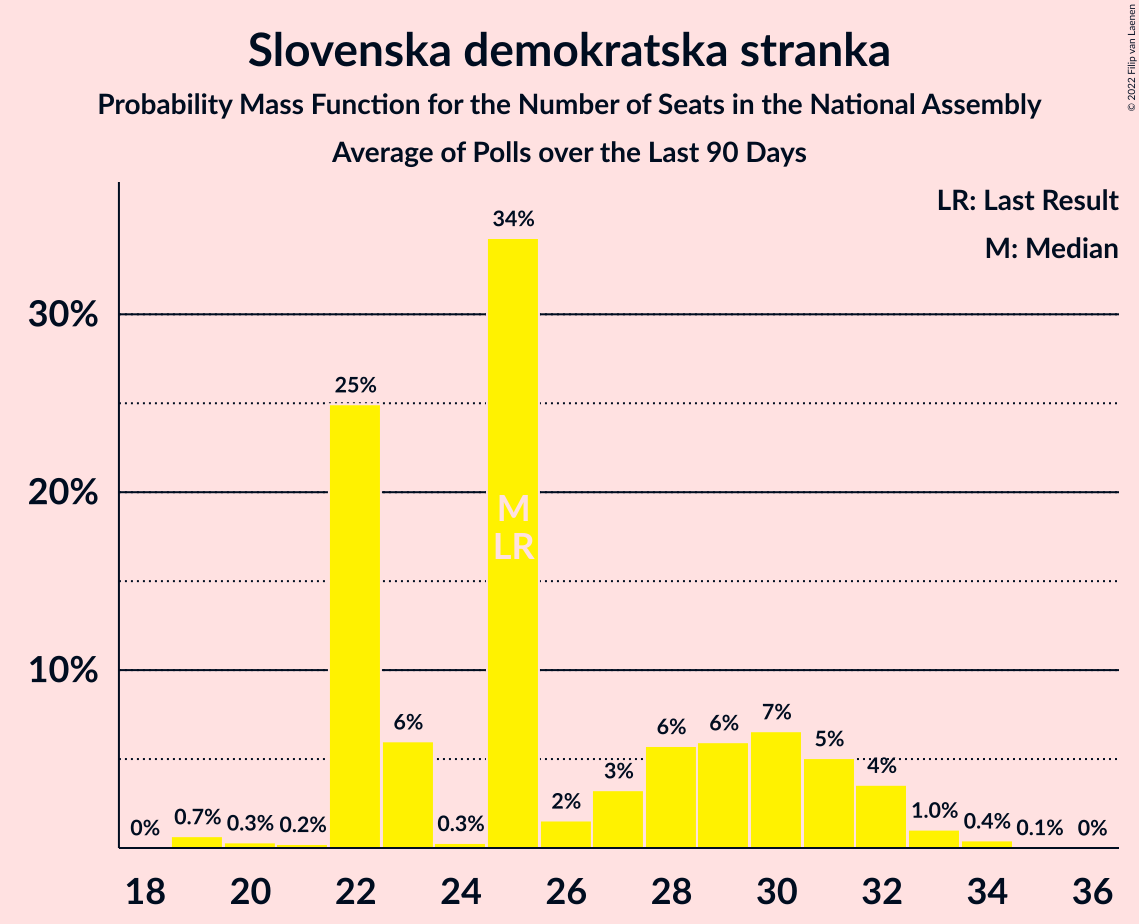 Slovenska demokratska stranka
Probability Mass Function for the Number of Seats in the National Assembly
Average of Polls over the Last 90 Days
© 2022 Filip van Laenen
LR: Last Result
M: Median
34%
30%
25%
20%
M
LR
10%
0% 0.7% 0.3% 0.2% 6% 0.3% 2% 3% 6% 6% 7% 5% 4% 1.0% 0.4% 0.1% 0%
18 20 22 24 26 28 30 32 34 36